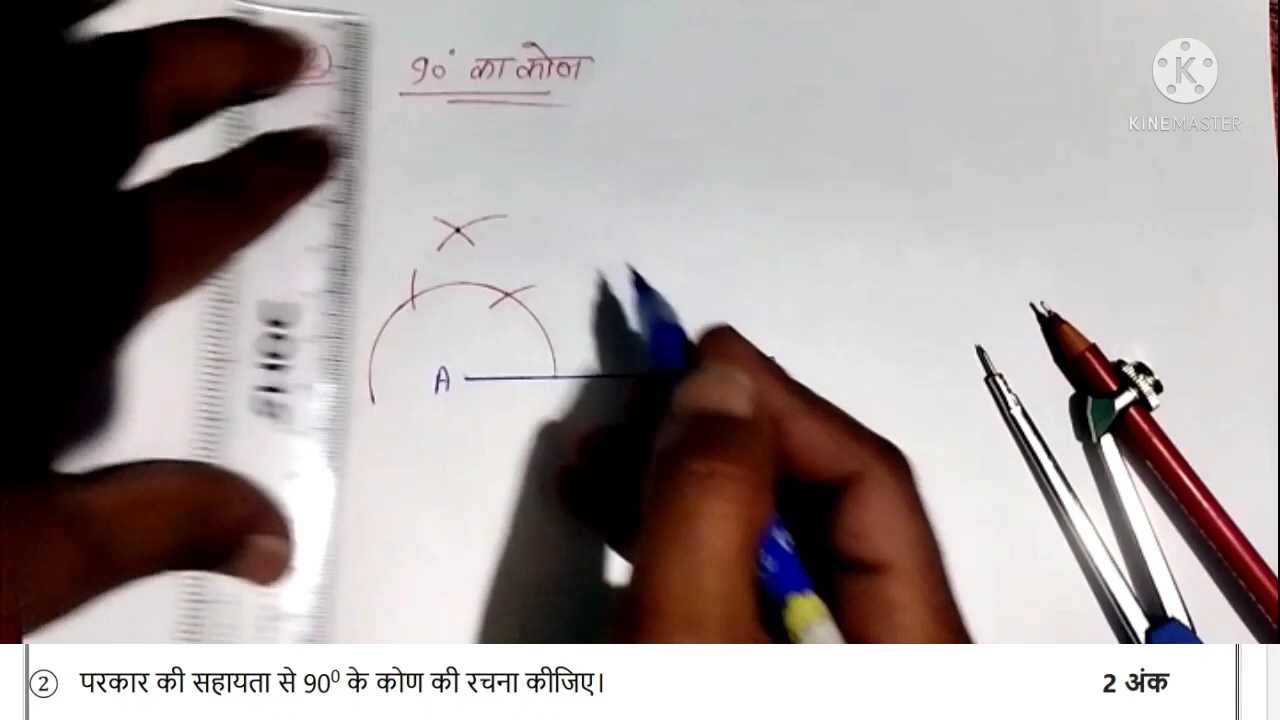 90° का कोण
KINEMASTER
A
② परकार की सहायता से 90⁰ के कोण की रचना कीजिए। 2 अंक